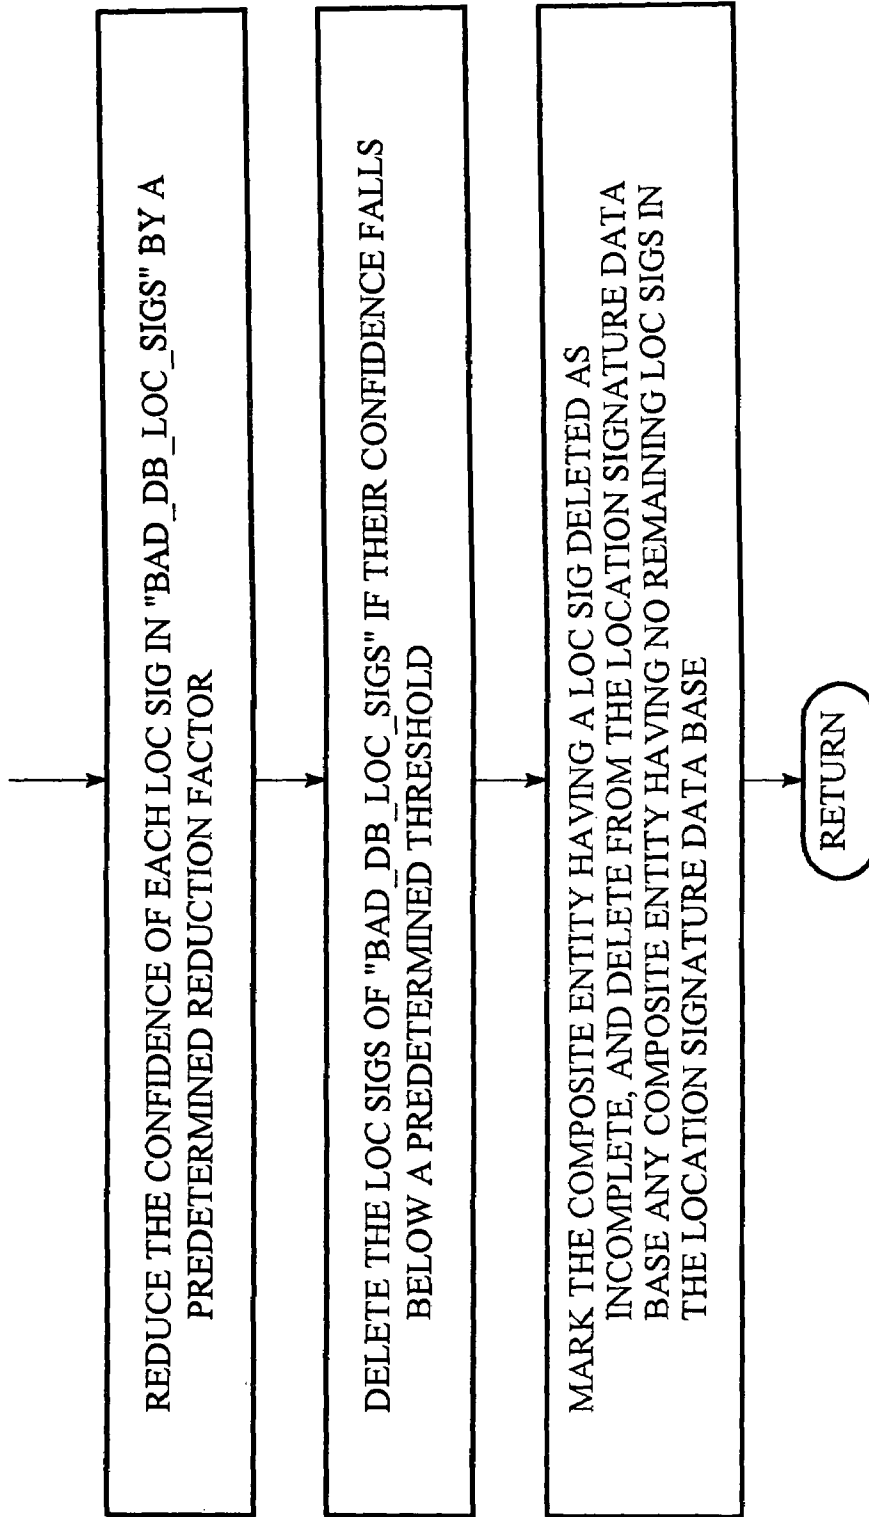 REDUCE THE CONFIDENCE OF EACH LOC SIG IN "BAD_DB_LOC_SIGS" BY A
PREDETERMINED REDUCTION FACTOR
DELETE THE LOC SIGS OF "BAD_DB_LOC_SIGS" IF THEIR CONFIDENCE FALLS
BELOW A PREDETERMINED THRESHOLD
MARK THE COMPOSITE ENTITY HAVING A LOC SIG DELETED AS
INCOMPLETE, AND DELETE FROM THE LOCATION SIGNATURE DATA
BASE ANY COMPOSITE ENTITY HAVING NO REMAINING LOC SIGS IN
THE LOCATION SIGNATURE DATA BASE
RETURN